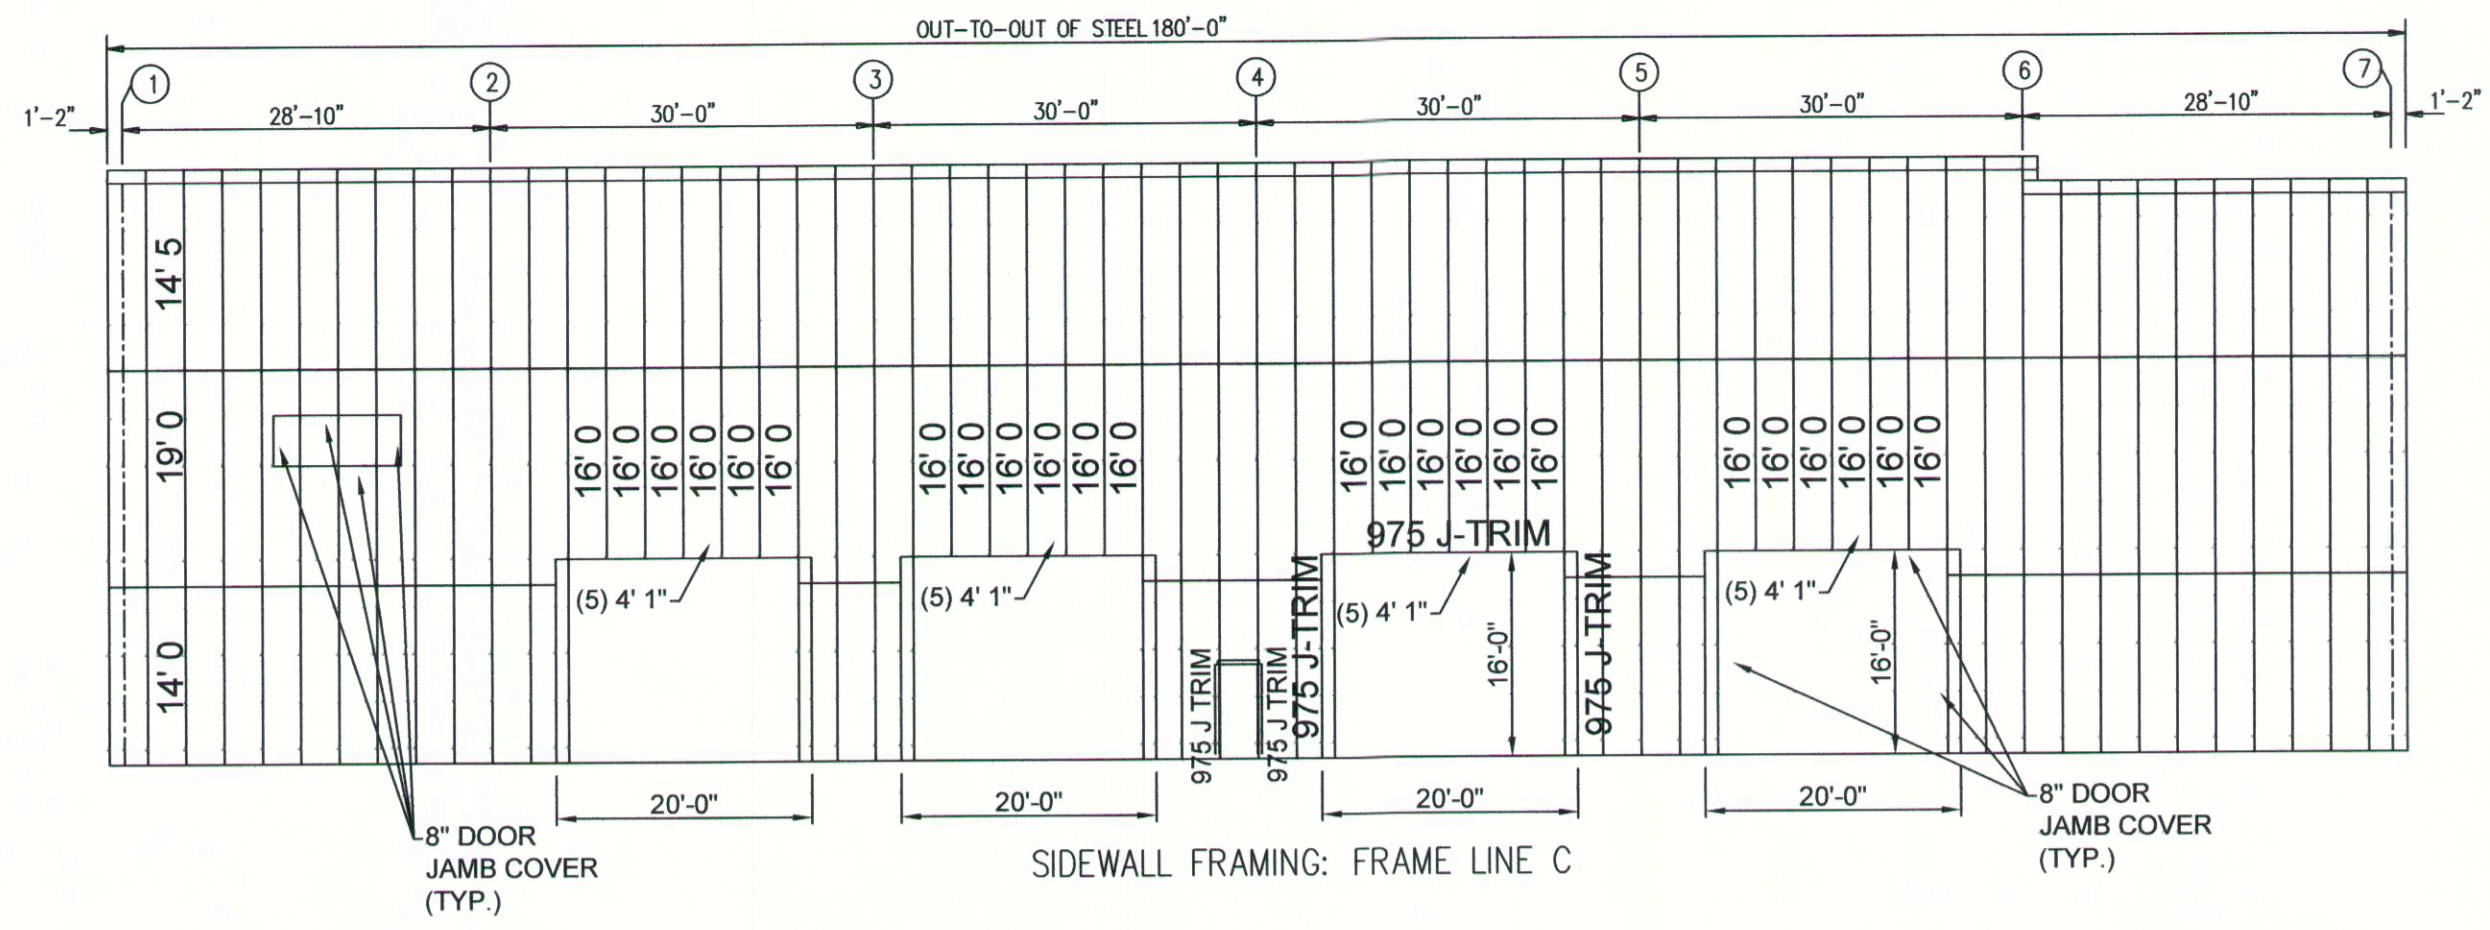 OUT-TO-OUT OF STEEL 180'-0"
1 2 3 4 5 6 7
1'-2" 28'-10" 30'-0" 30'-0" 30'-0" 30'-0" 28'-10" 1'-2"
14' 5
19' 0
14' 0
16' 0 16' 0 16' 0 16' 0 16' 0 16' 0
16' 0 16' 0 16' 0 16' 0 16' 0 16' 0
16' 0 16' 0 16' 0 16' 0 16' 0 16' 0
16' 0 16' 0 16' 0 16' 0 16' 0 16' 0
975 J-TRIM
(5) 4' 1"
(5) 4' 1"
(5) 4' 1"
(5) 4' 1"
975 J TRIM
975 J TRIM
975 J-TRIM
16'-0"
975 J-TRIM
16'-0"
20'-0"
20'-0"
20'-0"
20'-0"
8" DOOR
JAMB COVER
(TYP.)
8" DOOR
JAMB COVER
(TYP.)
SIDEWALL FRAMING: FRAME LINE C